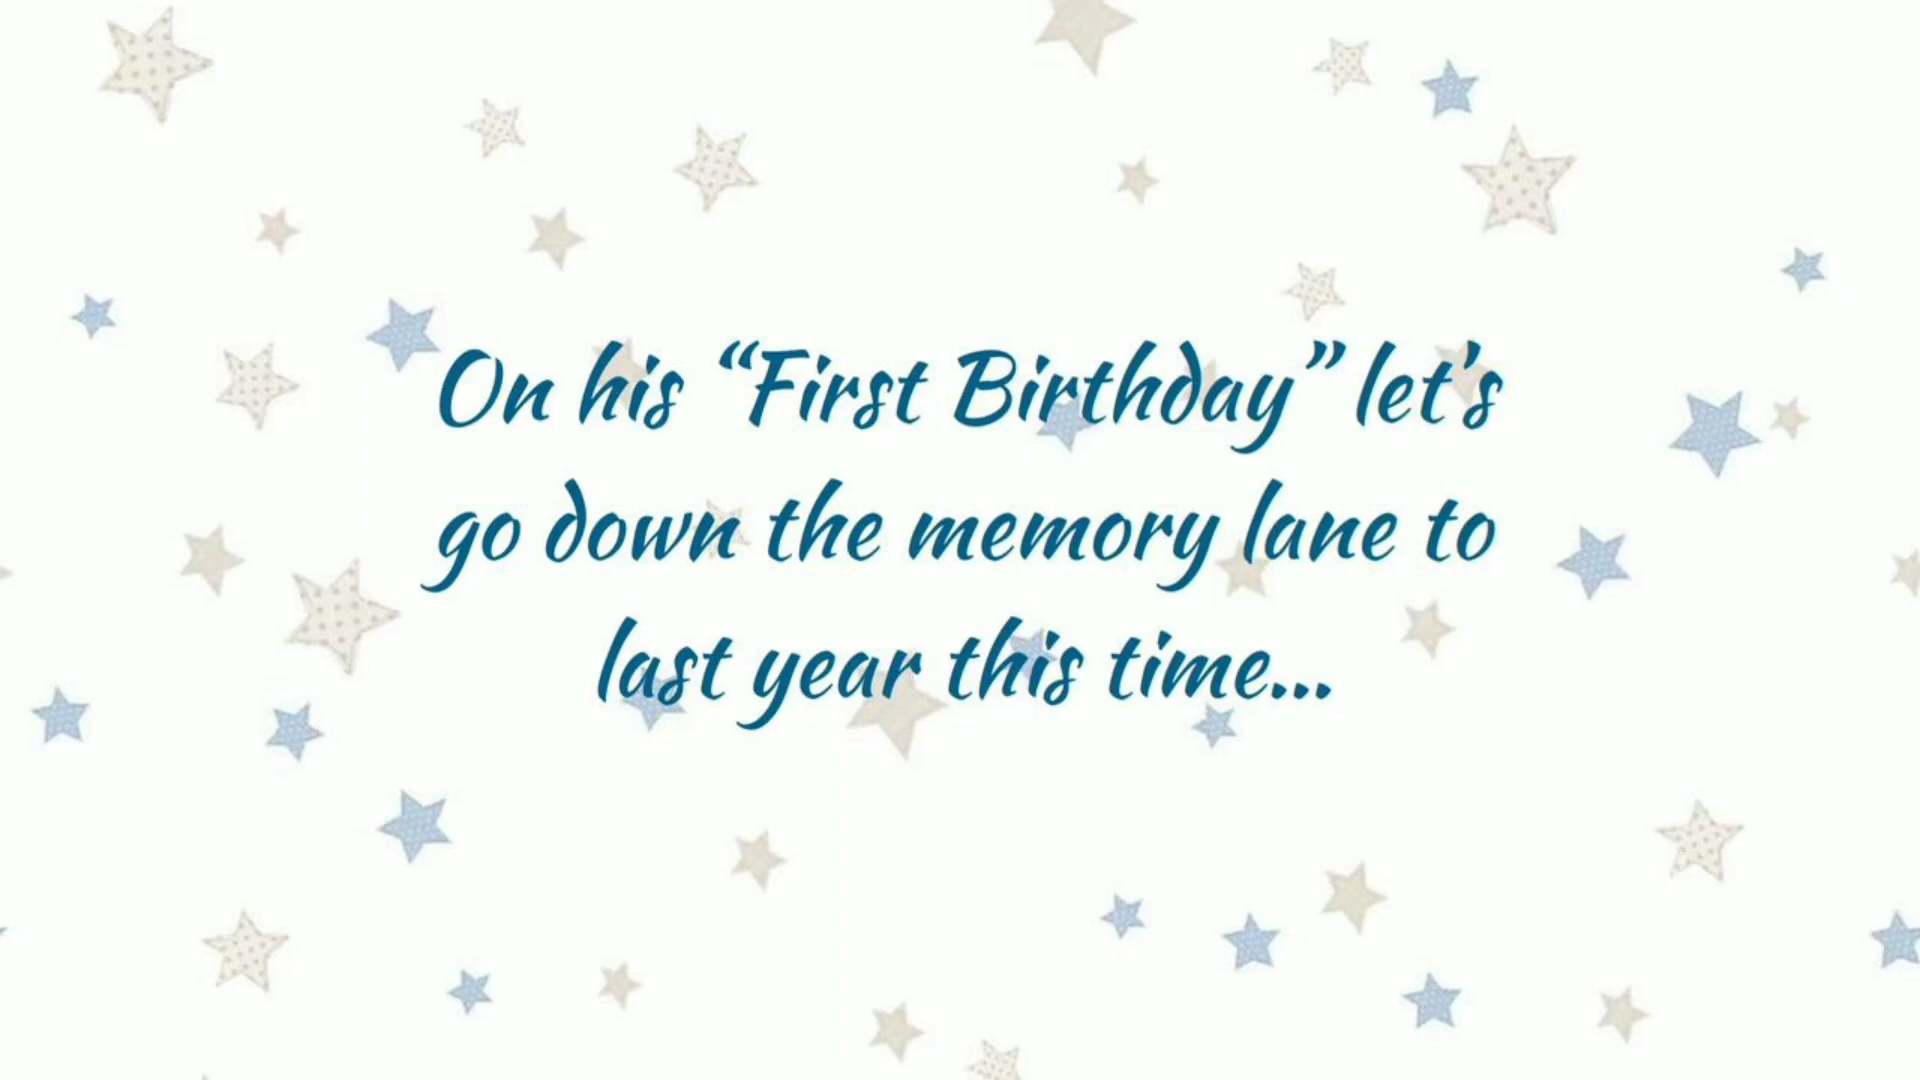 On his “First Birthday” let's
go down the memory lane to
last year this time...